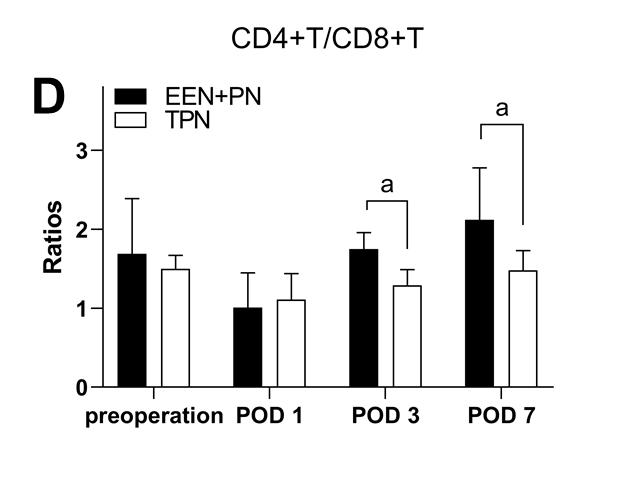 CD4+T/CD8+T
D
EEN+PN
TPN
a
a
3
2
1
0
Ratios
preoperation POD 1 POD 3 POD 7